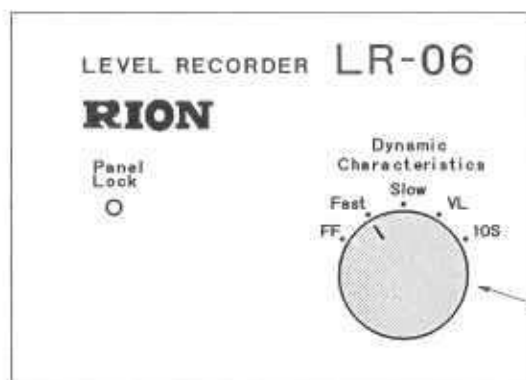 LEVEL RECORDER LR-06
RION
Panel
Lock
Dynamic
Characteristics
Slow
Fast VL
FF 10S